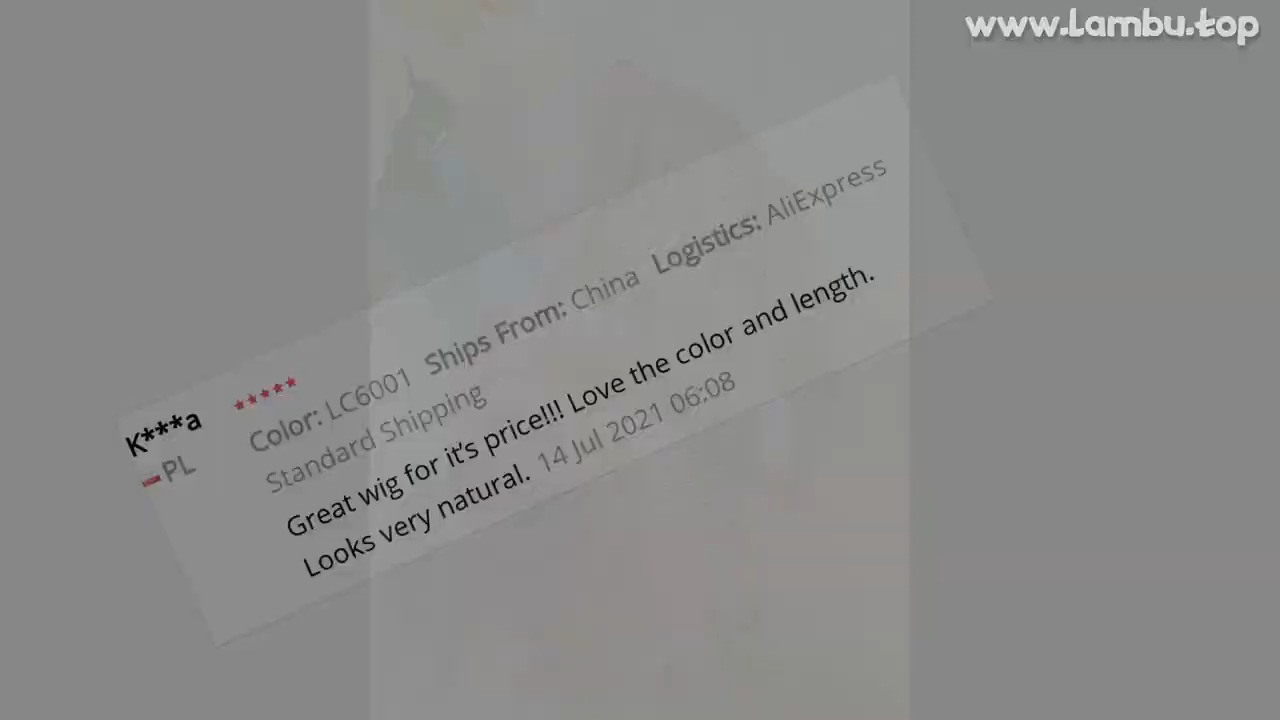 www.Lambu.top
K***a
PL
Color: LC6001 Ships From: China Logistics: AliExpress
Standard Shipping
Great wig for it's price!!! Love the color and length.
Looks very natural. 14 Jul 2021 06:08